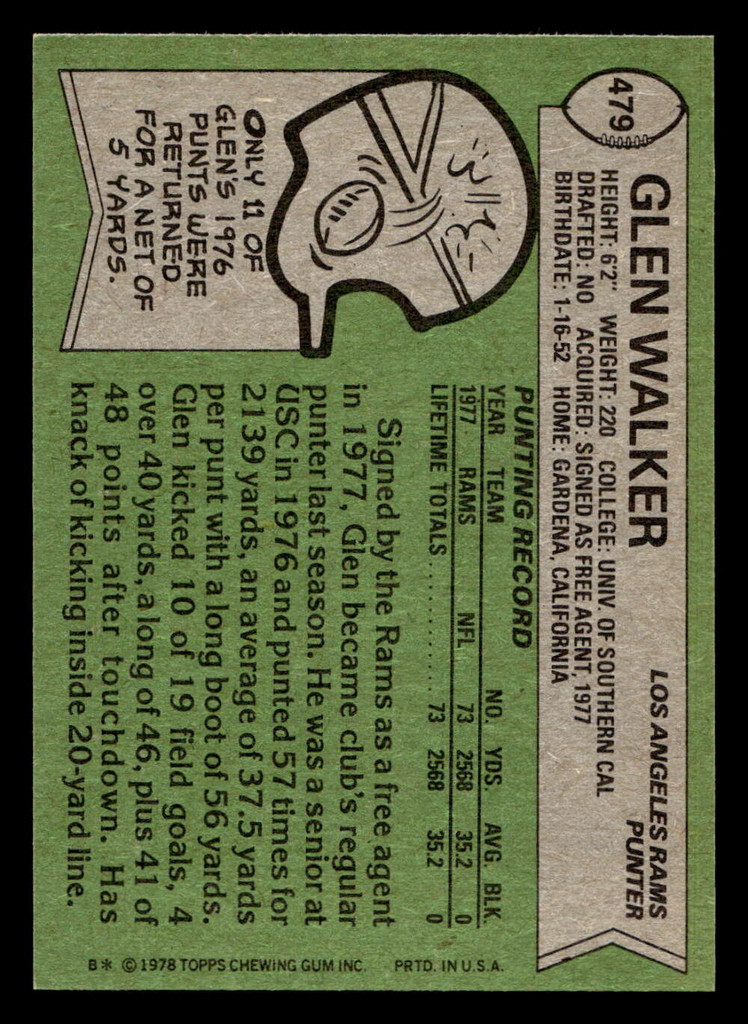 479
GLEN WALKER
LOS ANGELES RAMS
PUNTER
HEIGHT: 6'2" WEIGHT: 220 COLLEGE: UNIV. OF SOUTHERN CAL
DRAFTED: NO ACQUIRED: SIGNED AS FREE AGENT, 1977
BIRTHDATE: 1-16-52 HOME: GARDENA, CALIFORNIA
ONLY 11 OF
GLEN'S 1976
PUNTS WERE
RETURNED
FOR A NET OF
5 YARDS.
PUNTING RECORD
YEAR TEAM NO. YDS. AVG. BLK.
1977 RAMS NFL 73 2568 35.2 0
LIFETIME TOTALS .......... 73 2568 35.2 0
Signed by the Rams as a free agent
in 1977, Glen became club's regular
punter last season. He was a senior at
USC in 1976 and punted 57 times for
2139 yards, an average of 37.5 yards
per punt with a long boot of 56 yards.
Glen kicked 10 of 19 field goals, 4
over 40 yards, a long of 46, plus 41 of
48 points after touchdown. Has
knack of kicking inside 20-yard line.
B* © 1978 TOPPS CHEWING GUM INC. PRTD. IN U.S.A.